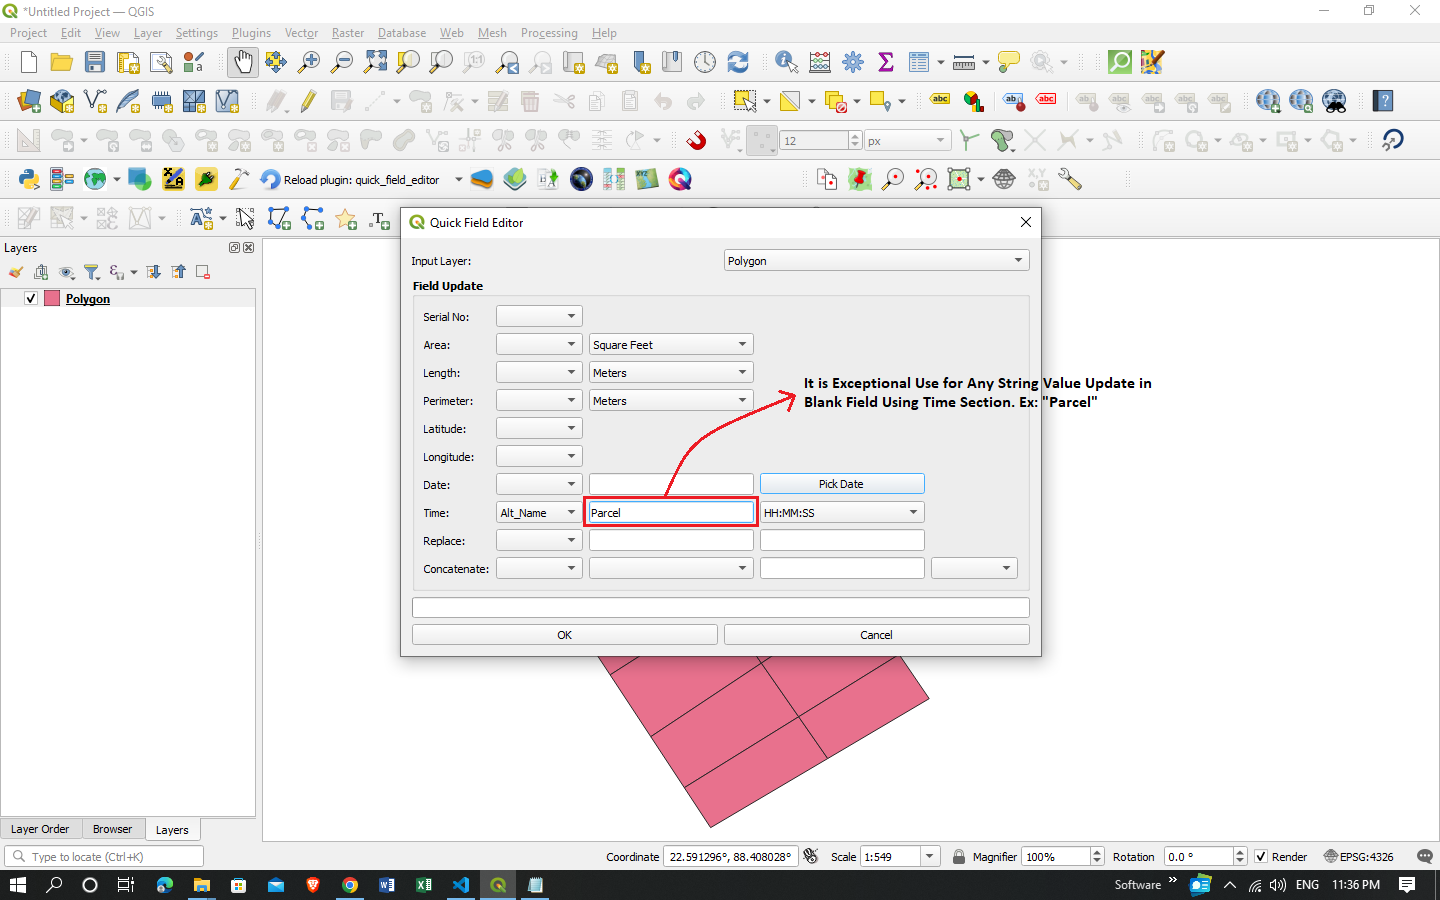 *Untitled Project — QGIS
Project Edit View Layer Settings Plugins Vector Raster Database Web Mesh Processing Help
12 px
Reload plugin: quick_field_editor
Layers
Polygon
Quick Field Editor
Input Layer: Polygon
Field Update
Serial No:
Area: Square Feet
Length: Meters
Perimeter: Meters
Latitude:
Longitude:
Date: Pick Date
Time: Alt_Name Parcel HH:MM:SS
Replace:
Concatenate:
OK Cancel
It is Exceptional Use for Any String Value Update in
Blank Field Using Time Section. Ex: "Parcel"
Layer Order Browser Layers
Type to locate (Ctrl+K) Coordinate 22.591296°, 88.408028° Scale 1:549 Magnifier 100% Rotation 0.0 ° Render EPSG:4326
Software ENG 11:36 PM